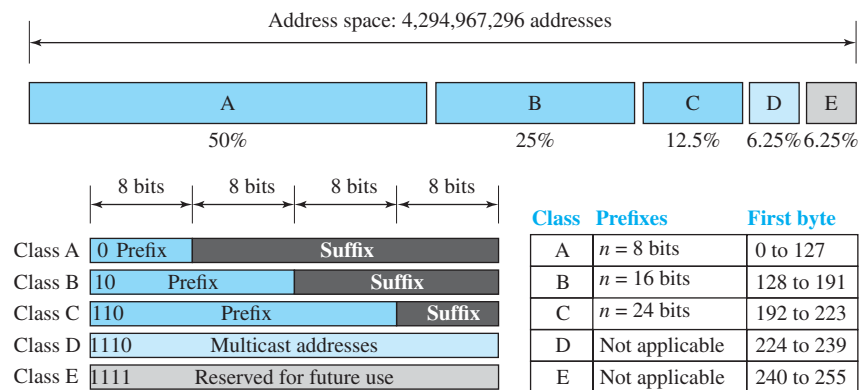 Address space: 4,294,967,296 addresses
A B C D E
50% 25% 12.5% 6.25% 6.25%
8 bits 8 bits 8 bits 8 bits
Class A 0 Prefix Suffix
Class B 10 Prefix Suffix
Class C 110 Prefix Suffix
Class D 1110 Multicast addresses
Class E 1111 Reserved for future use
Class Prefixes First byte
A n = 8 bits 0 to 127
B n = 16 bits 128 to 191
C n = 24 bits 192 to 223
D Not applicable 224 to 239
E Not applicable 240 to 255